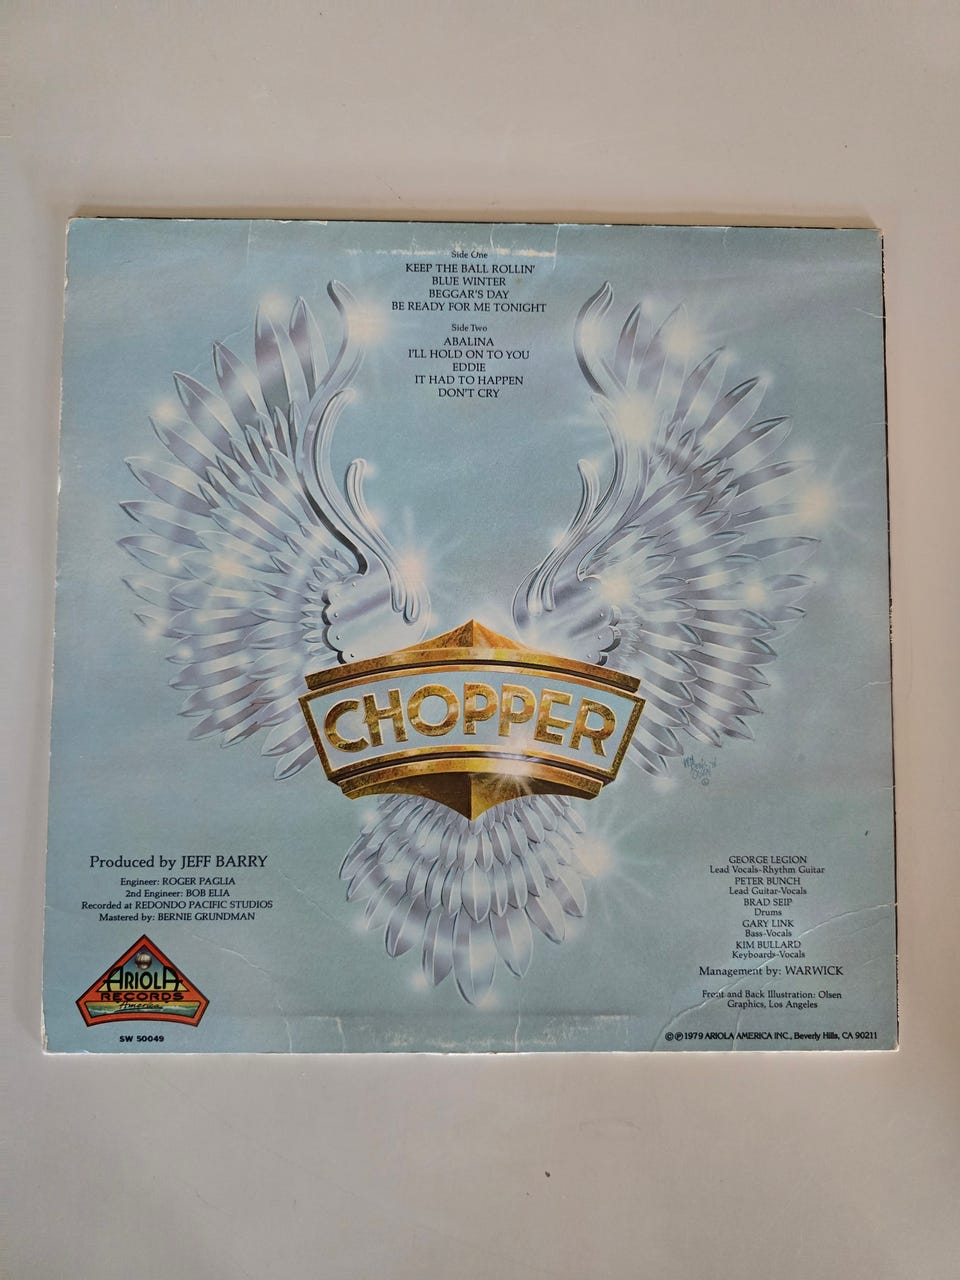 Side One
KEEP THE BALL ROLLIN'
BLUE WINTER
BEGGAR'S DAY
BE READY FOR ME TONIGHT
Side Two
ABALINA
I'LL HOLD ON TO YOU
EDDIE
IT HAD TO HAPPEN
DON'T CRY
CHOPPER
Produced by JEFF BARRY
Engineer: ROGER PAGLIA
2nd Engineer: BOB ELIA
Recorded at REDONDO PACIFIC STUDIOS
Mastered by: BERNIE GRUNDMAN
ARIOLA
RECORDS
America
SW 50049
GEORGE LEGION
Lead Vocals-Rhythm Guitar
PETER BUNCH
Lead Guitar-Vocals
BRAD SEIP
Drums
GARY LINK
Bass-Vocals
KIM BULLARD
Keyboards-Vocals
Management by: WARWICK
Front and Back Illustration: Olsen
Graphics, Los Angeles
©℗1979 ARIOLA AMERICA INC., Beverly Hills, CA 90211